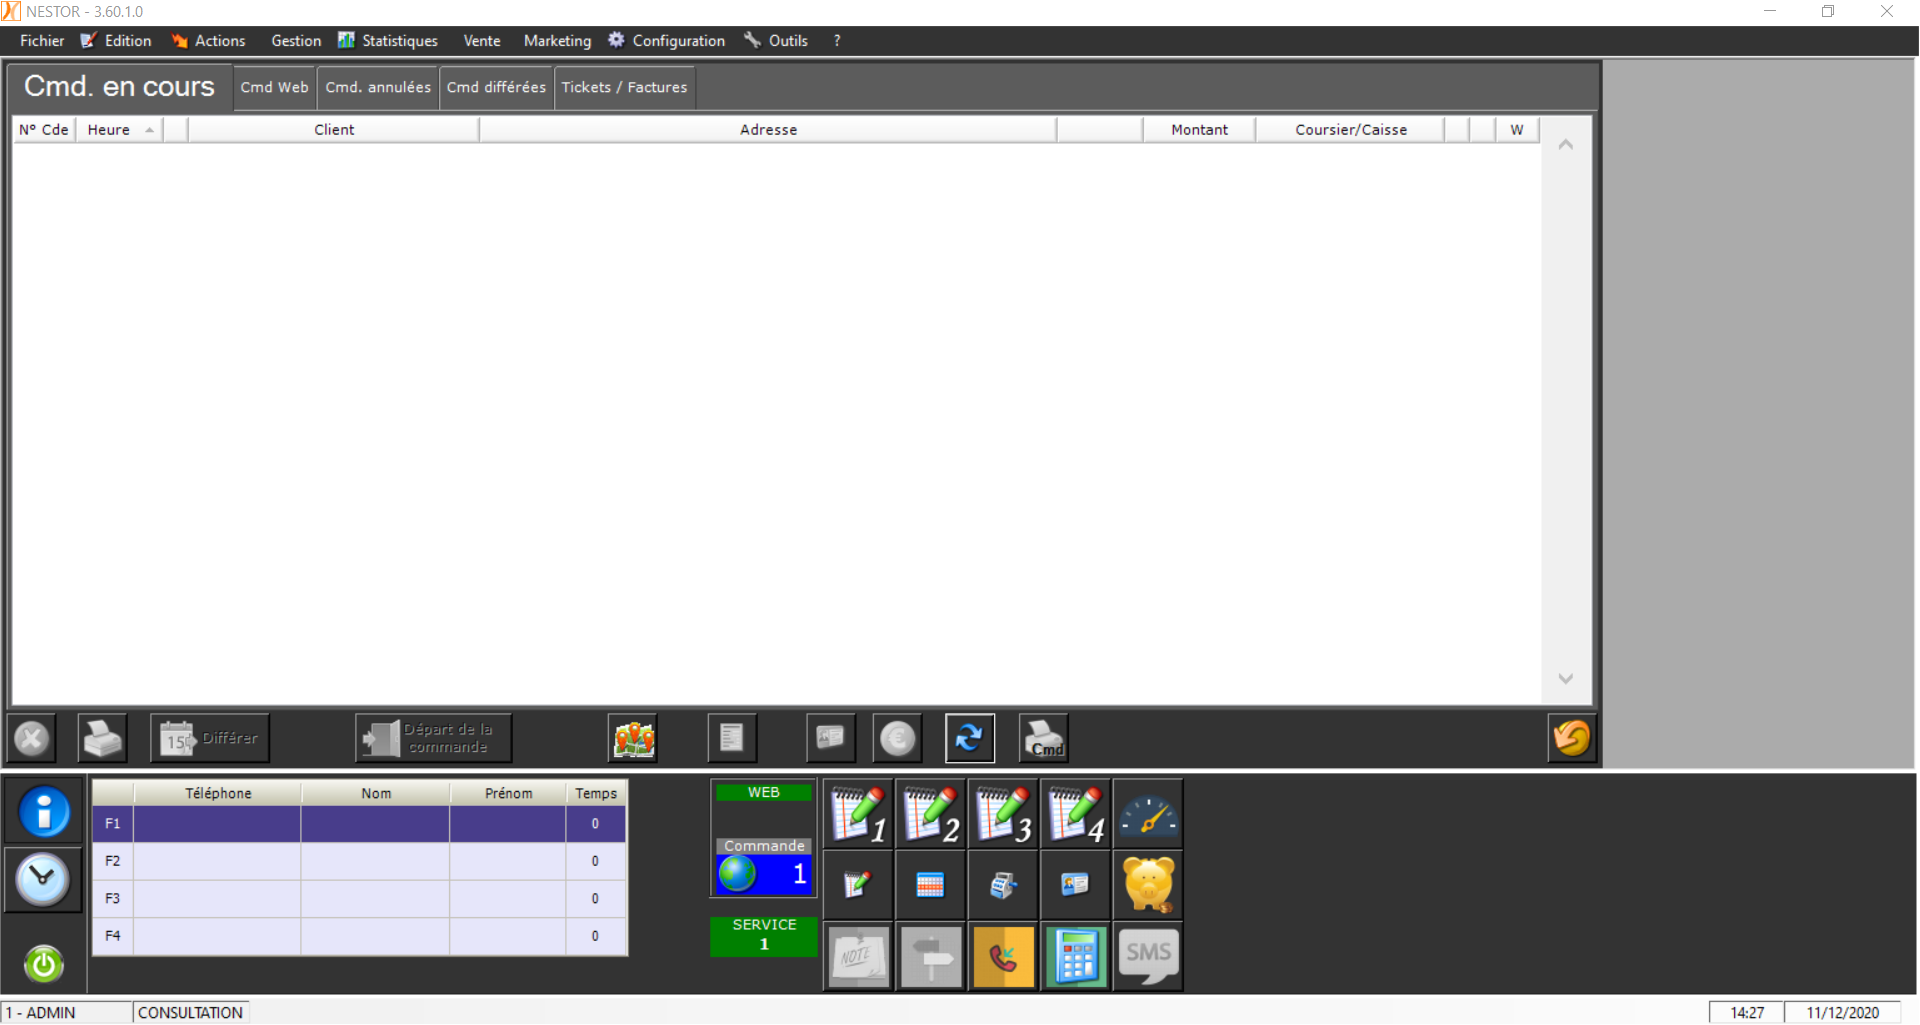 NESTOR - 3.60.1.0
Fichier Edition Actions Gestion Statistiques Vente Marketing Configuration Outils ?
Cmd. en cours Cmd Web Cmd. annulées Cmd différées Tickets / Factures
N° Cde Heure Client Adresse Montant Coursier/Caisse W
15 Différer
Départ de la
commande
€
Cmd
Téléphone Nom Prénom Temps
F1 0
F2 0
F3 0
F4 0
WEB
Commande
1
SERVICE
1
1 2 3 4
NOTE
SMS
1 - ADMIN CONSULTATION 14:27 11/12/2020